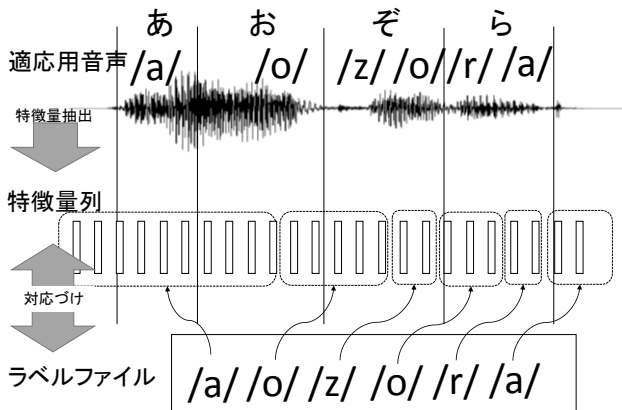 あ お ぞ ら
適応用音声 /a/ /o/ /z/ /o/ /r/ /a/
特徴量抽出
特徴量列
対応づけ
ラベルファイル /a/ /o/ /z/ /o/ /r/ /a/